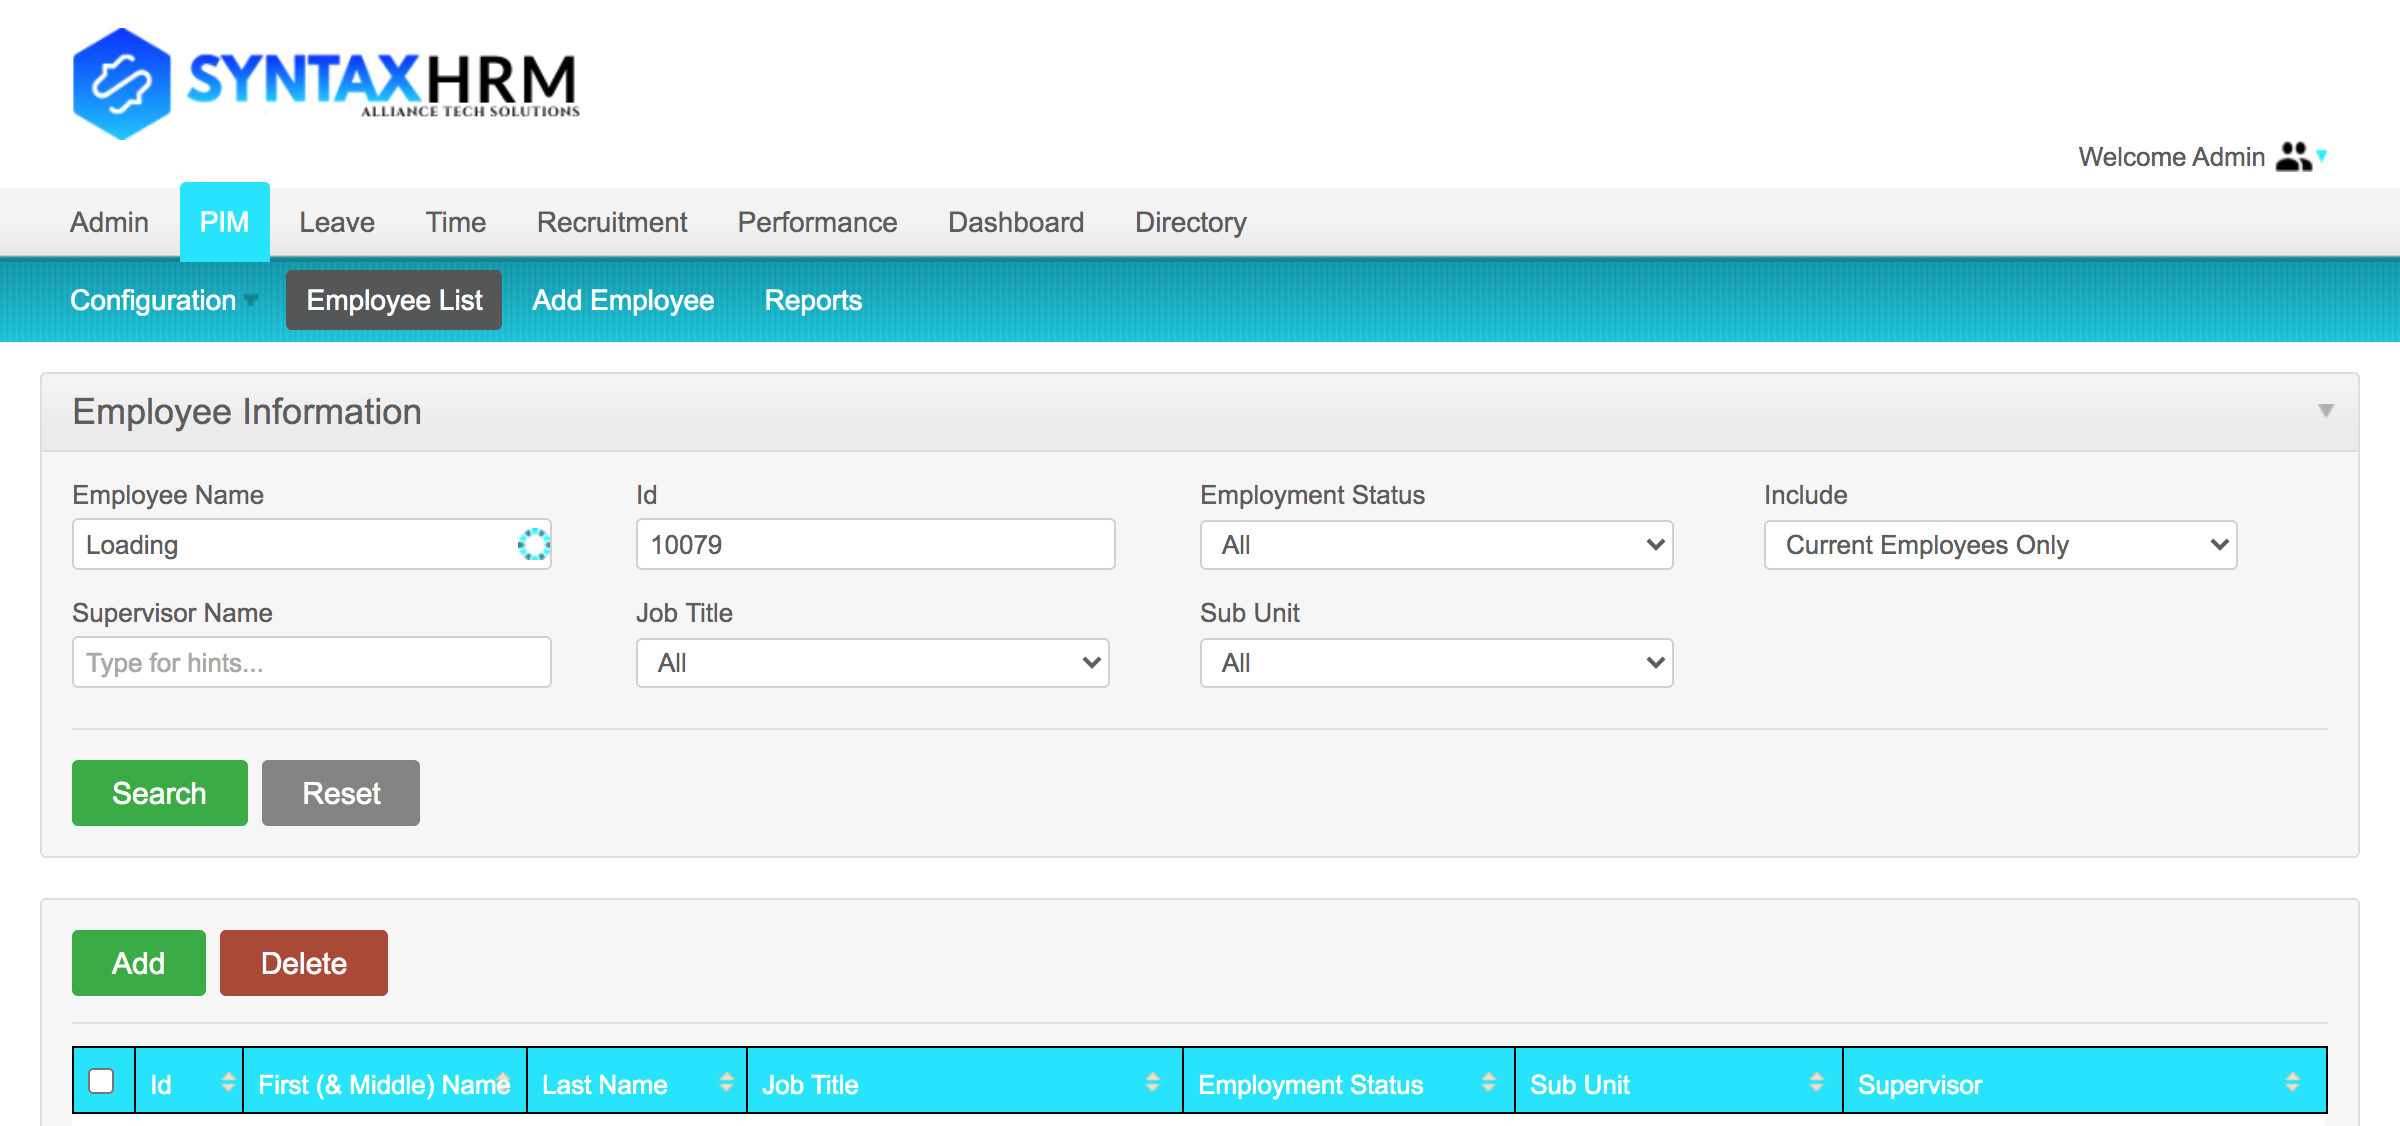 SYNTAXHRM
ALLIANCE TECH SOLUTIONS
Welcome Admin
Admin PIM Leave Time Recruitment Performance Dashboard Directory
Configuration Employee List Add Employee Reports
Employee Information
Employee Name Id Employment Status Include
Loading 10079 All Current Employees Only
Supervisor Name Job Title Sub Unit
Type for hints... All All
Search Reset
Add Delete
Id First (& Middle) Name Last Name Job Title Employment Status Sub Unit Supervisor